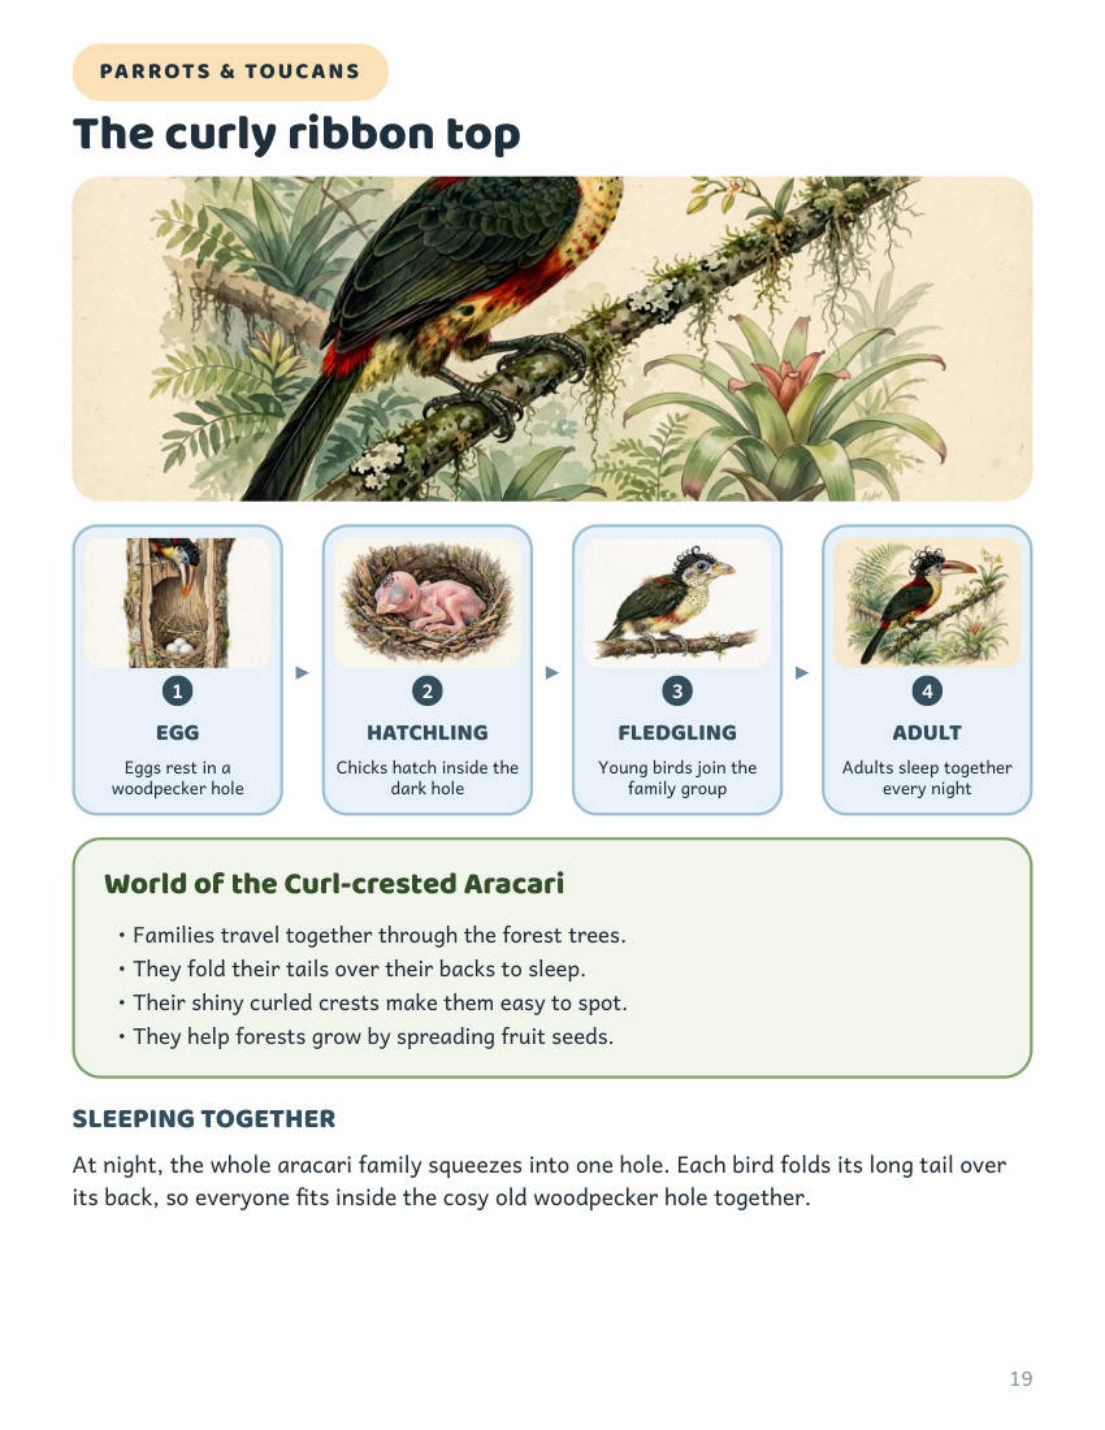 PARROTS & TOUCANS
The curly ribbon top
1
EGG
Eggs rest in a
woodpecker hole
2
HATCHLING
Chicks hatch inside the
dark hole
3
FLEDGLING
Young birds join the
family group
4
ADULT
Adults sleep together
every night
World of the Curl-crested Aracari
• Families travel together through the forest trees.
• They fold their tails over their backs to sleep.
• Their shiny curled crests make them easy to spot.
• They help forests grow by spreading fruit seeds.
SLEEPING TOGETHER
At night, the whole aracari family squeezes into one hole. Each bird folds its long tail over
its back, so everyone fits inside the cosy old woodpecker hole together.
19